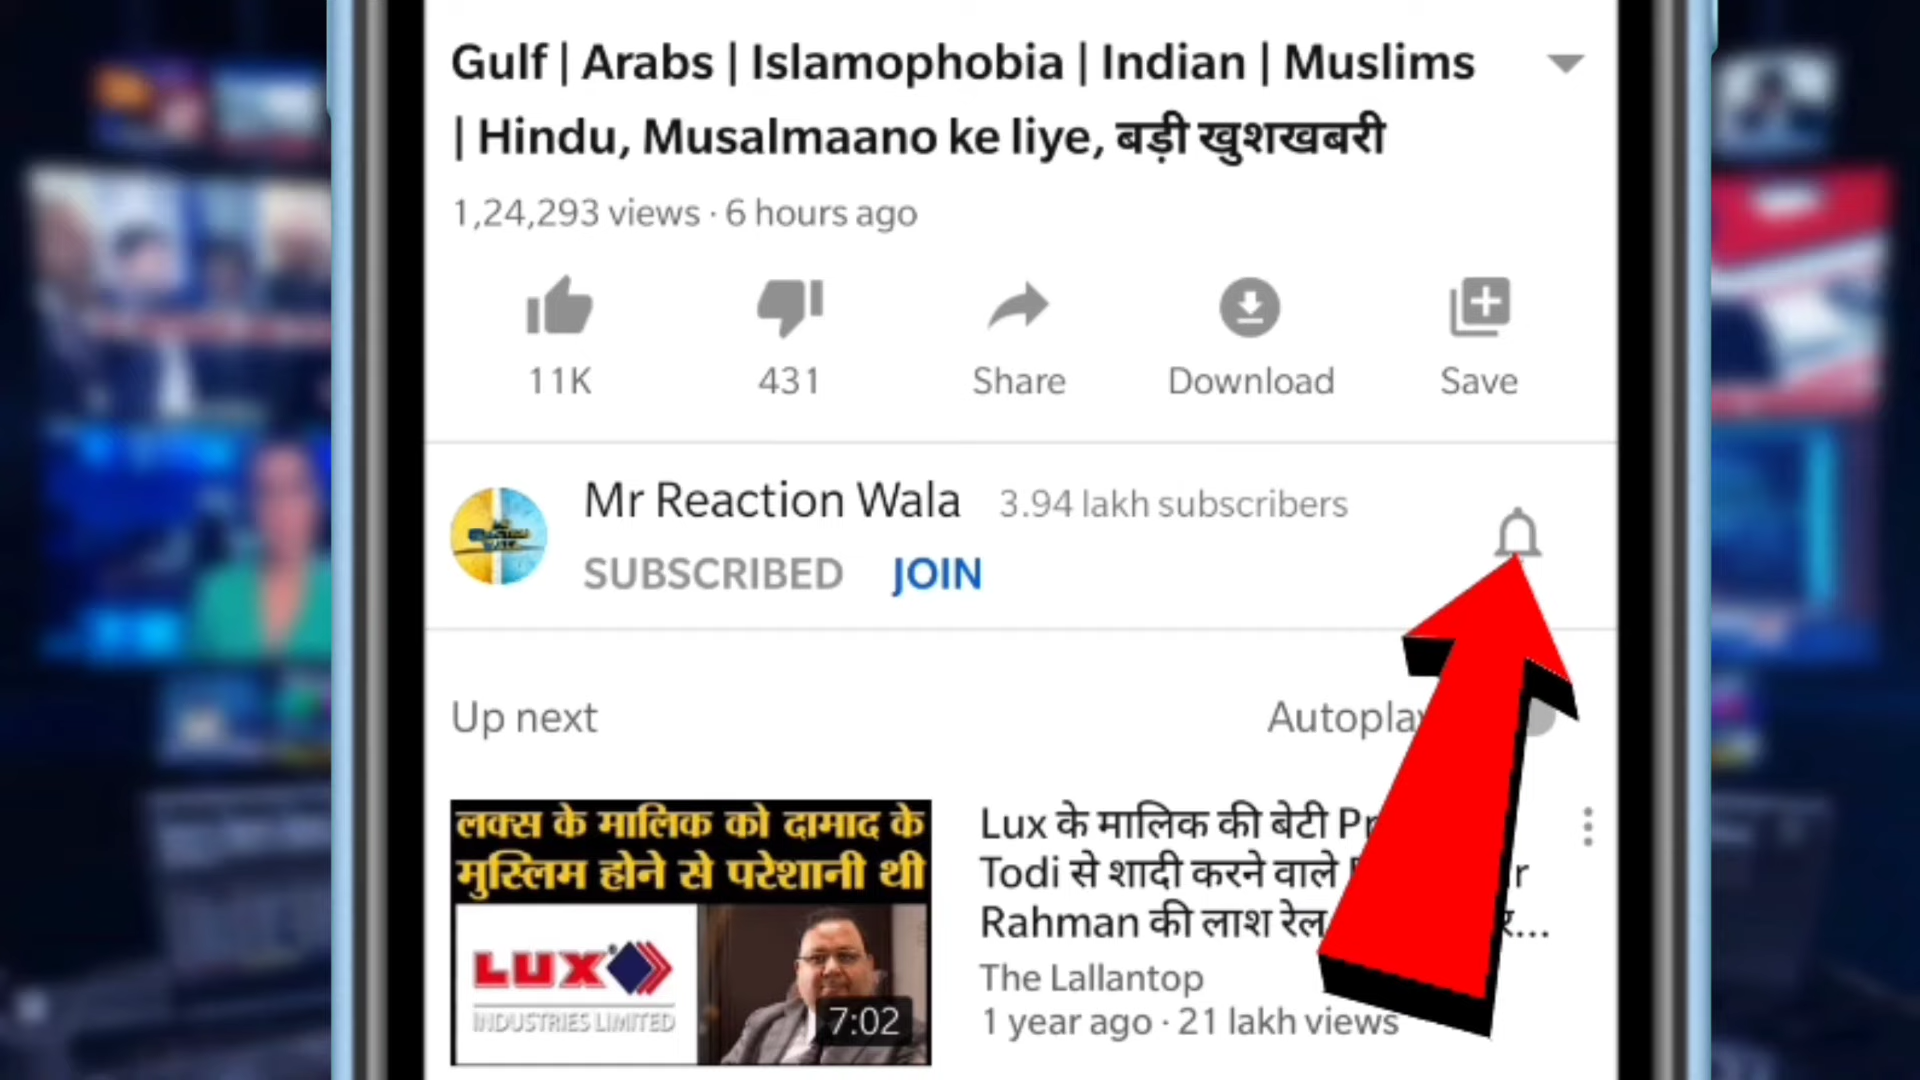 Gulf | Arabs | Islamophobia | Indian | Muslims
| Hindu, Musalmaano ke liye, बड़ी खुशखबरी
1,24,293 views · 6 hours ago
11K
431
Share
Download
Save
Mr Reaction Wala
3.94 lakh subscribers
SUBSCRIBED
JOIN
Up next
Autoplay
लक्स के मालिक को दामाद के
मुस्लिम होने से परेशानी थी
LUX
INDUSTRIES LIMITED
7:02
Lux के मालिक की बेटी
Todi से शादी करने वाले
Rahman की लाश रेल
The Lallantop
1 year ago · 21 lakh views